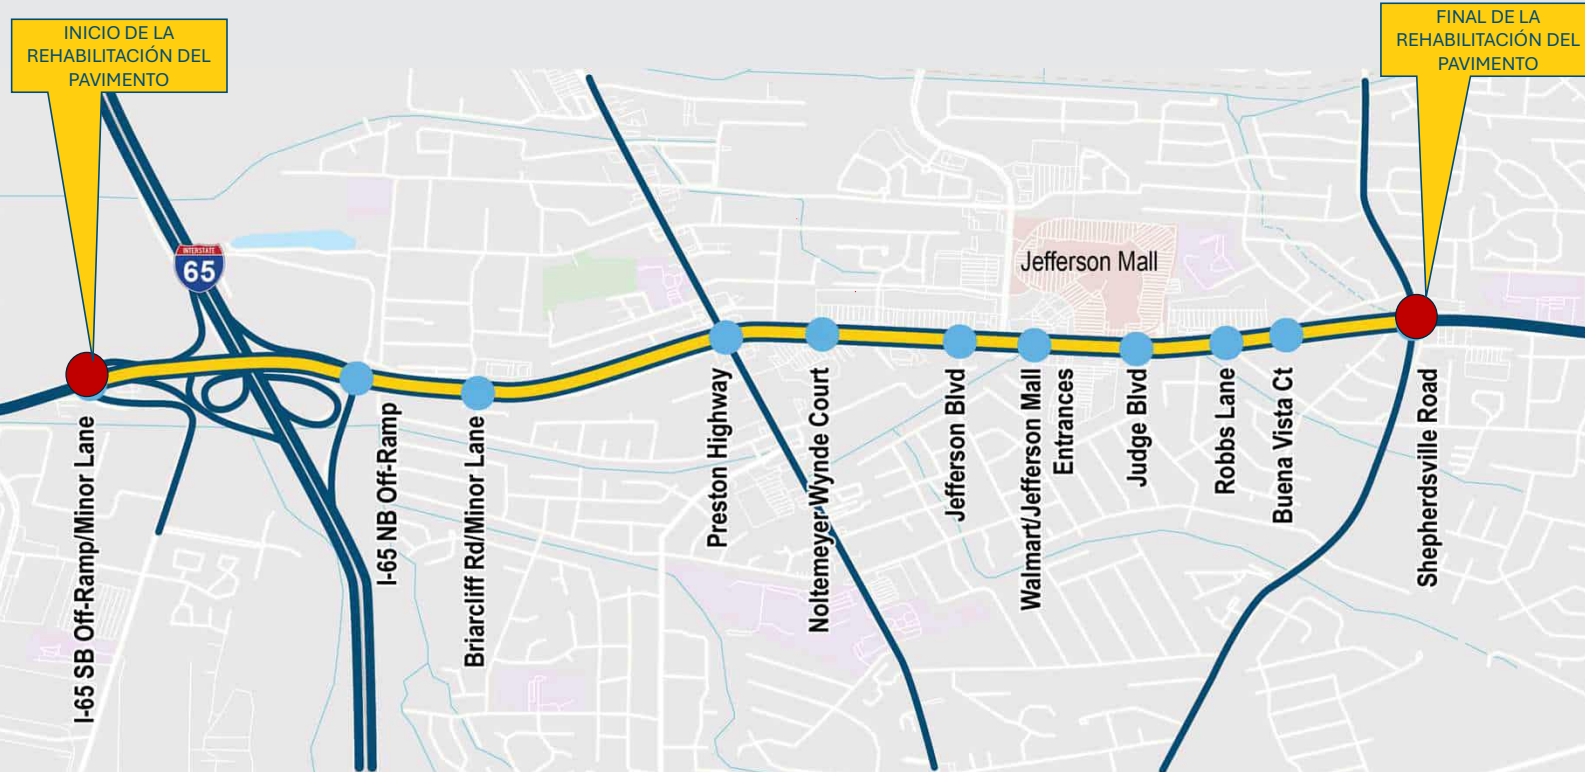 INICIO DE LA
REHABILITACIÓN DEL
PAVIMENTO
FINAL DE LA
REHABILITACIÓN DEL
PAVIMENTO
INTERSTATE
65
Jefferson Mall
I-65 SB Off-Ramp/Minor Lane
I-65 NB Off-Ramp
Briarcliff Rd/Minor Lane
Preston Highway
Noltemeyer Wynde Court
Jefferson Blvd
Walmart/Jefferson Mall
Entrances
Judge Blvd
Robbs Lane
Buena Vista Ct
Shepherdsville Road